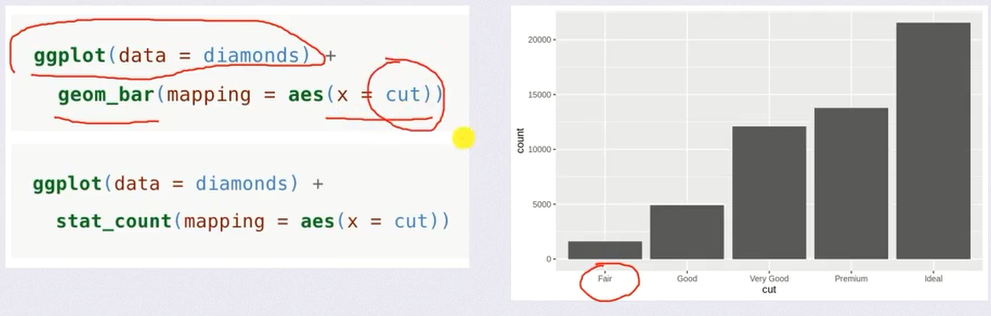 ggplot(data = diamonds) +
geom_bar(mapping = aes(x = cut))
ggplot(data = diamonds) +
stat_count(mapping = aes(x = cut))
20000
15000
10000
5000
0
count
Fair Good Very Good Premium Ideal
cut